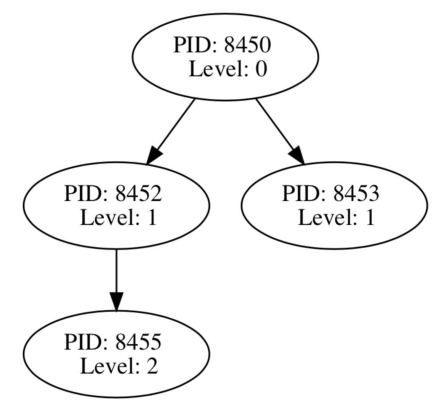 PID: 8450
Level: 0
PID: 8452
Level: 1
PID: 8453
Level: 1
PID: 8455
Level: 2